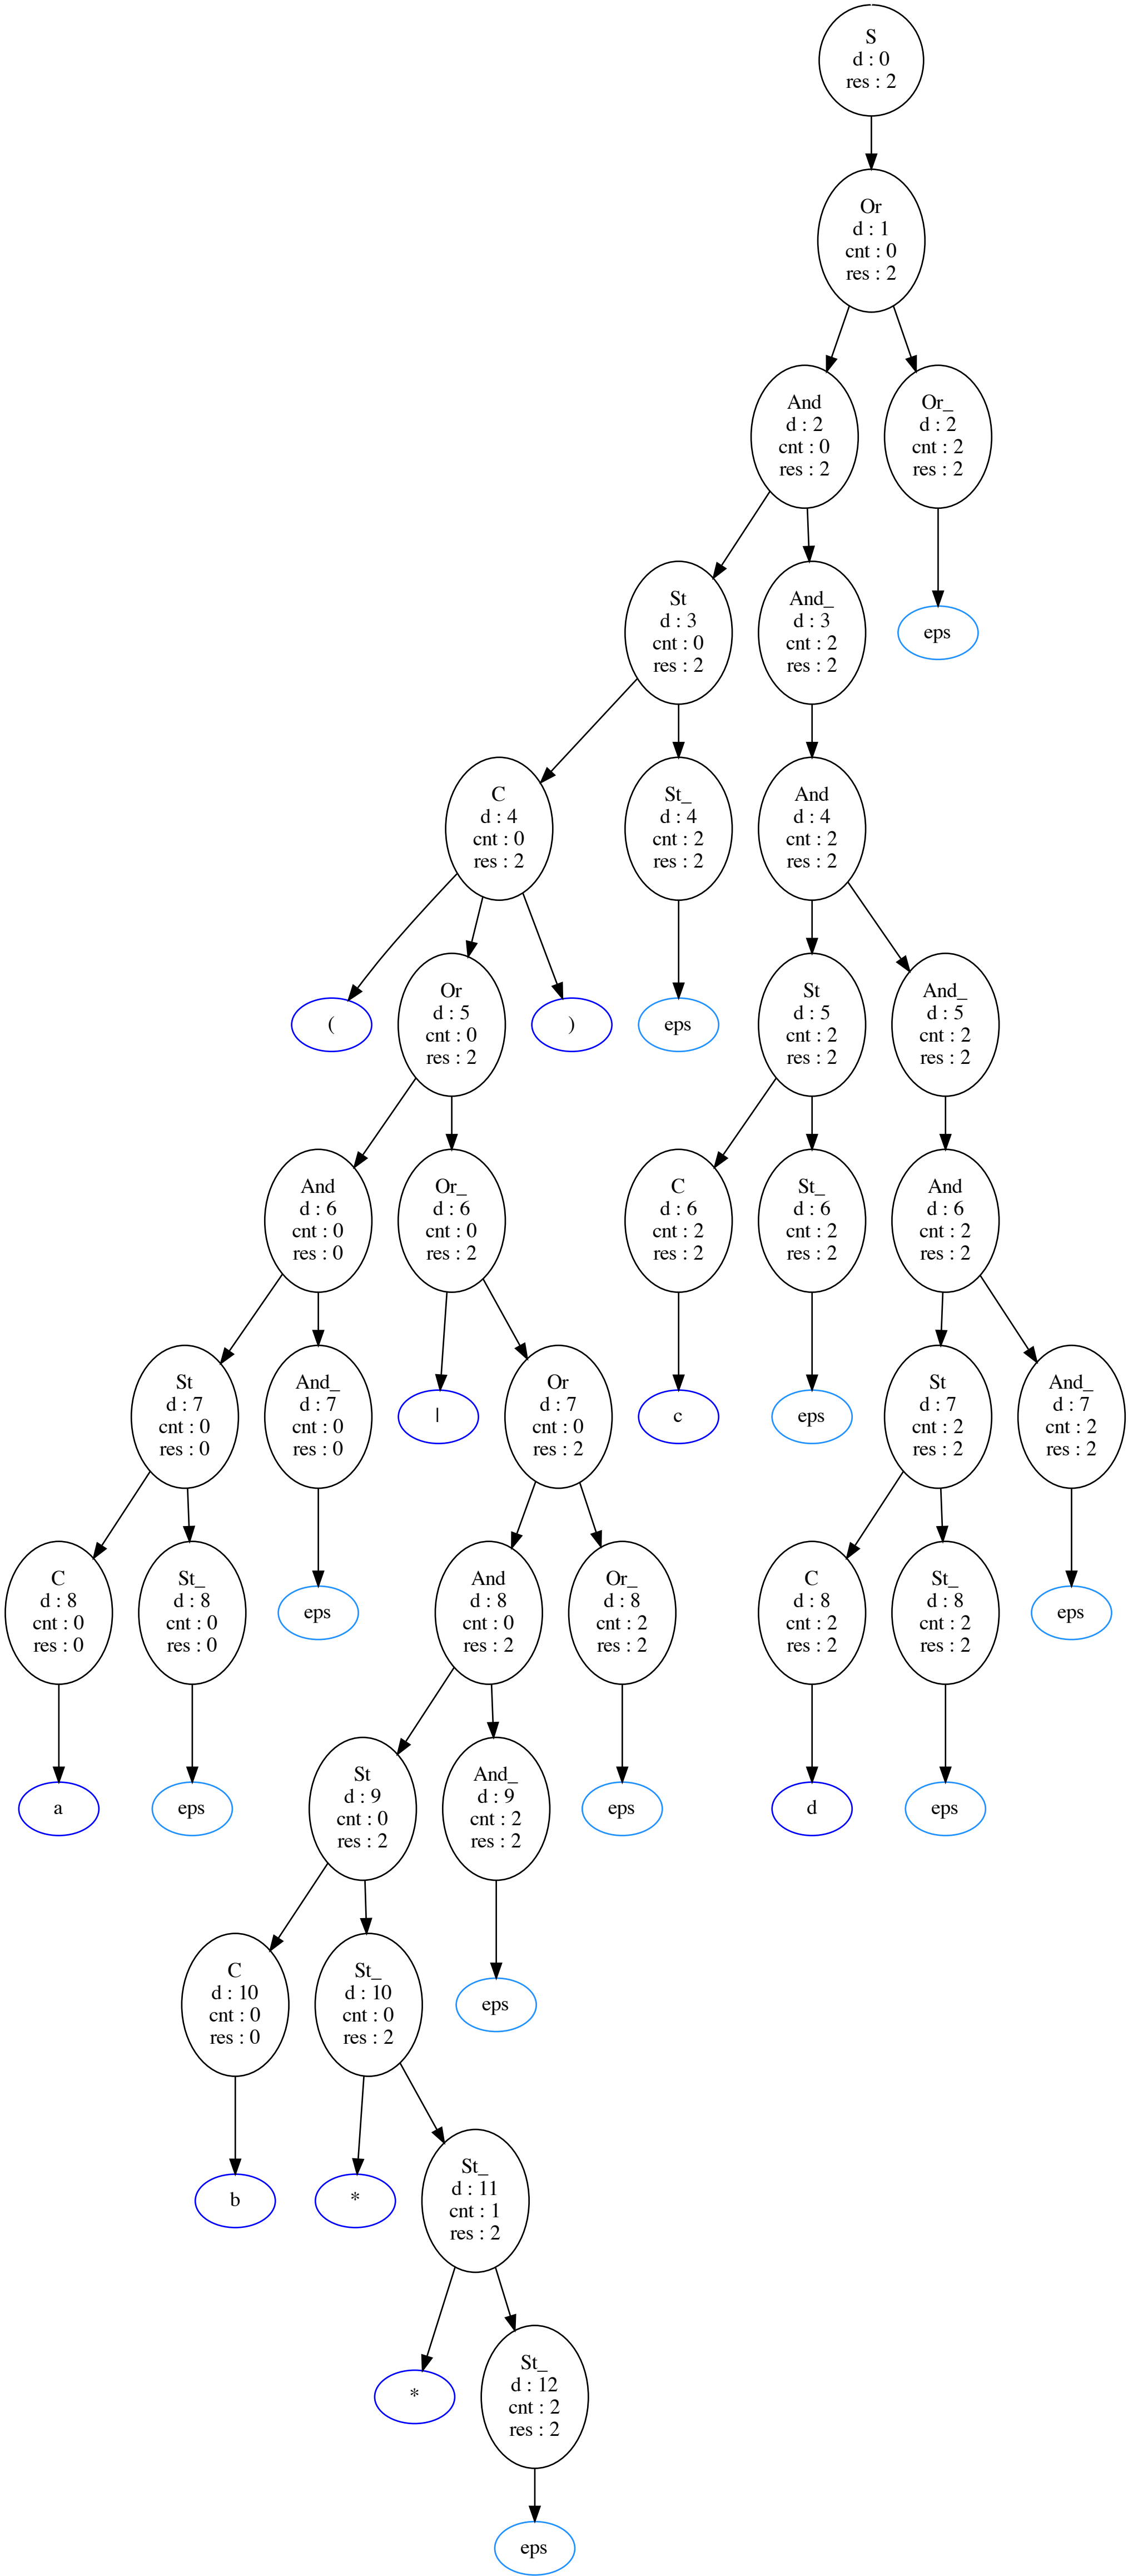 S
d : 0
res : 2
Or
d : 1
cnt : 0
res : 2
And
d : 2
cnt : 0
res : 2
Or_
d : 2
cnt : 2
res : 2
St
d : 3
cnt : 0
res : 2
And_
d : 3
cnt : 2
res : 2
eps
C
d : 4
cnt : 0
res : 2
St_
d : 4
cnt : 2
res : 2
And
d : 4
cnt : 2
res : 2
(
Or
d : 5
cnt : 0
res : 2
)
eps
St
d : 5
cnt : 2
res : 2
And_
d : 5
cnt : 2
res : 2
And
d : 6
cnt : 0
res : 0
Or_
d : 6
cnt : 0
res : 2
C
d : 6
cnt : 2
res : 2
St_
d : 6
cnt : 2
res : 2
And
d : 6
cnt : 2
res : 2
St
d : 7
cnt : 0
res : 0
And_
d : 7
cnt : 0
res : 0
|
Or
d : 7
cnt : 0
res : 2
c
eps
St
d : 7
cnt : 2
res : 2
And_
d : 7
cnt : 2
res : 2
C
d : 8
cnt : 0
res : 0
St_
d : 8
cnt : 0
res : 0
eps
And
d : 8
cnt : 0
res : 2
Or_
d : 8
cnt : 2
res : 2
C
d : 8
cnt : 2
res : 2
St_
d : 8
cnt : 2
res : 2
eps
a
eps
St
d : 9
cnt : 0
res : 2
And_
d : 9
cnt : 2
res : 2
eps
d
eps
C
d : 10
cnt : 0
res : 0
St_
d : 10
cnt : 0
res : 2
eps
b
*
St_
d : 11
cnt : 1
res : 2
*
St_
d : 12
cnt : 2
res : 2
eps